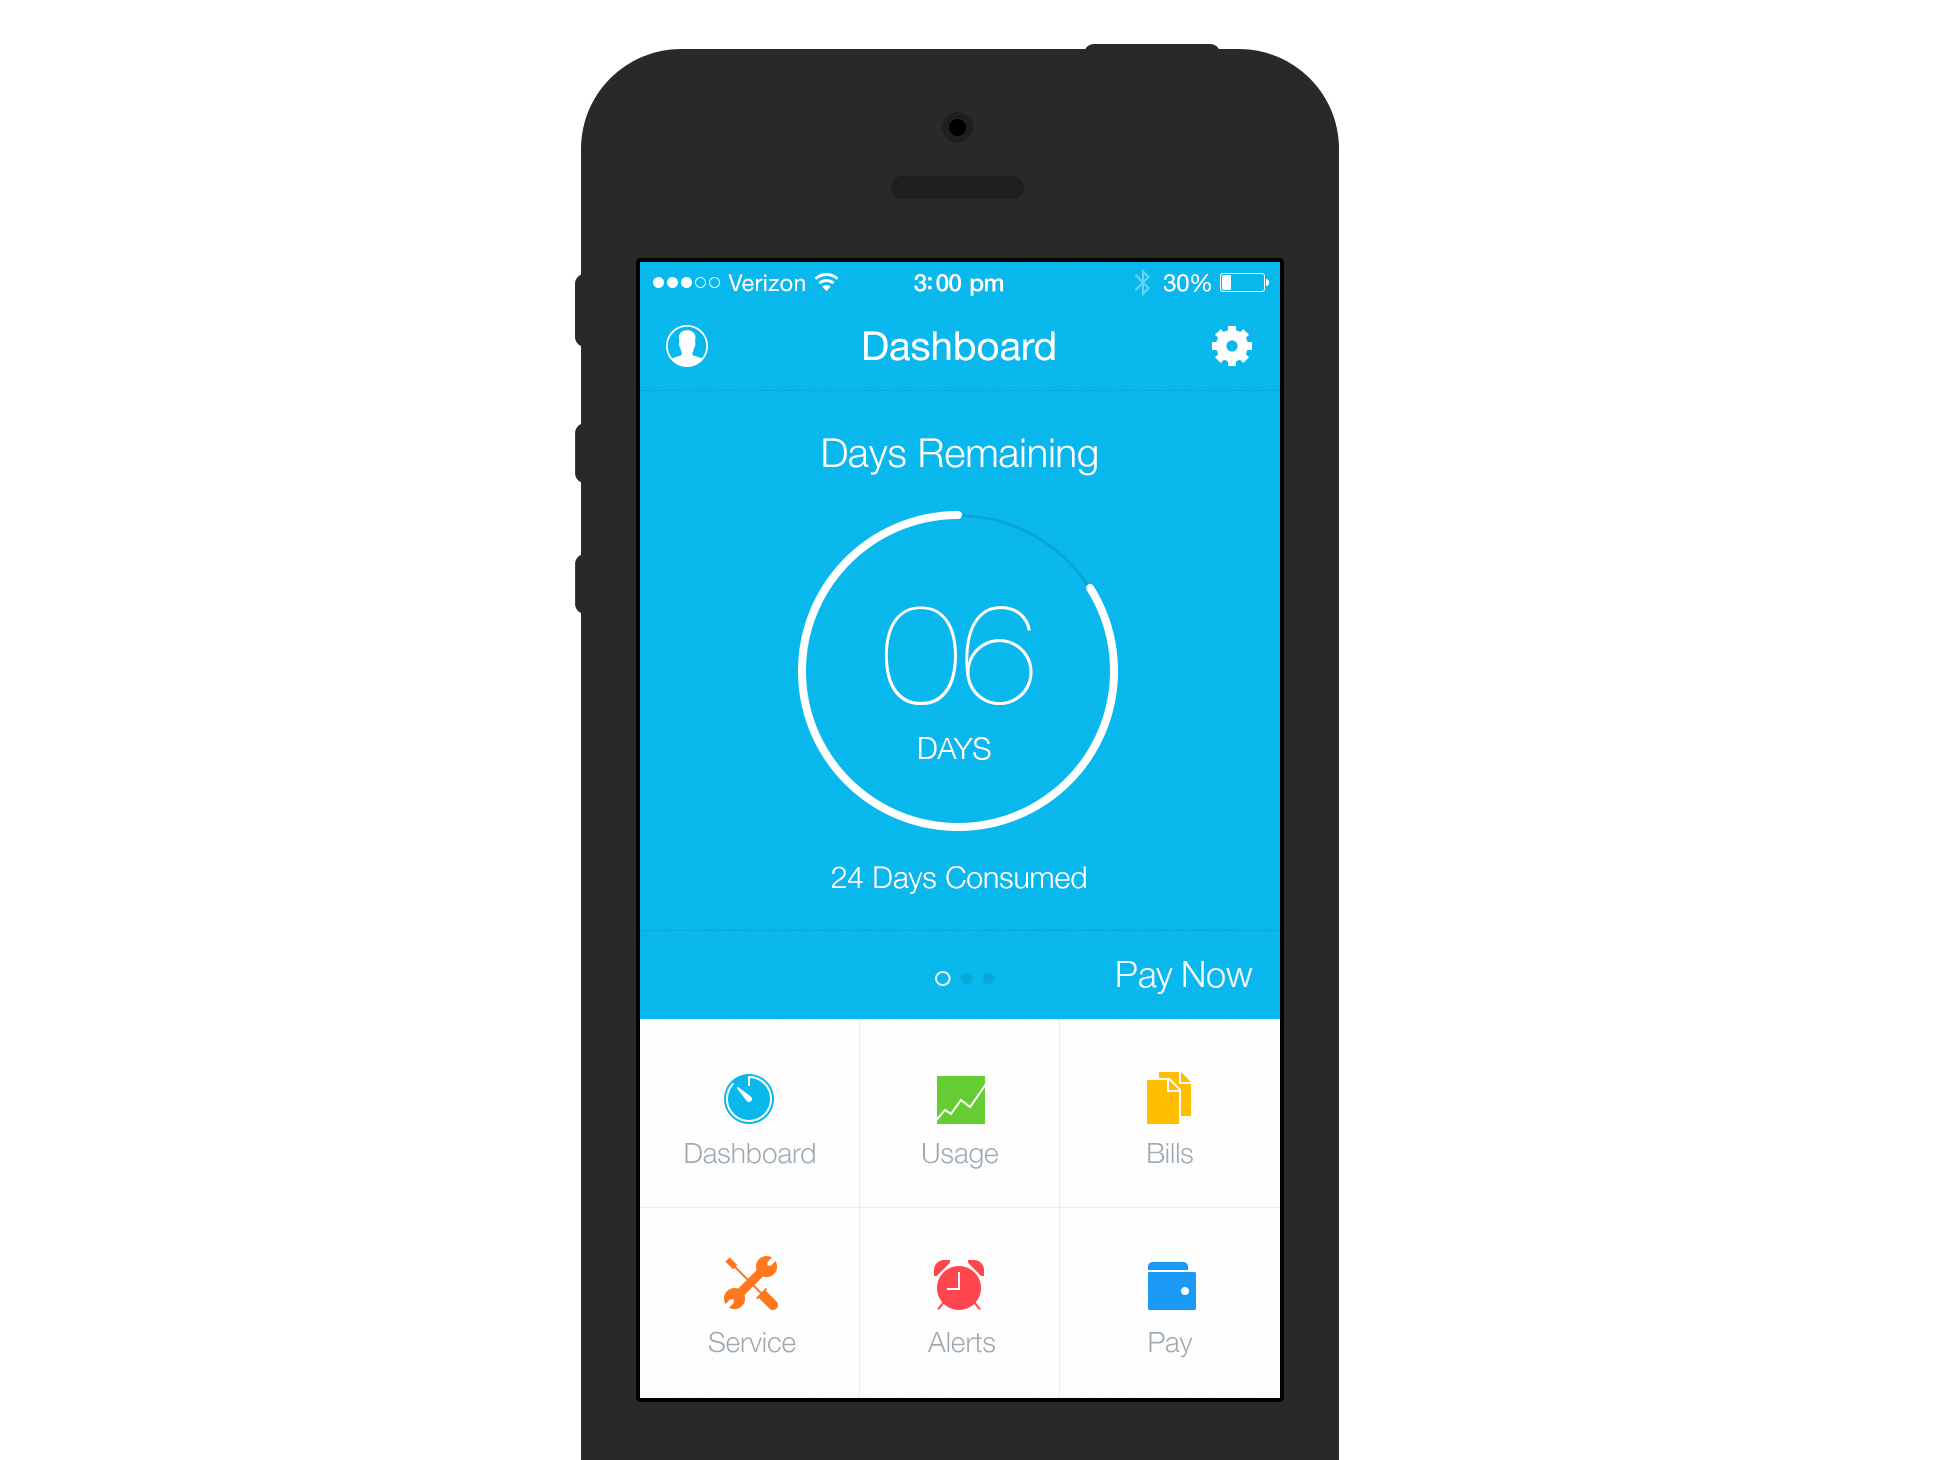 Verizon 3:00 pm 30%
Dashboard
Days Remaining
06
DAYS
24 Days Consumed
Pay Now
Dashboard Usage Bills
Service Alerts Pay